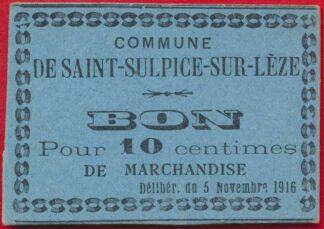 COMMUNE
DE SAINT-SULPICE-SUR-LÈZE
BON
Pour 10 centimes
DE MARCHANDISE
Délibér. du 5 Novembre 1916